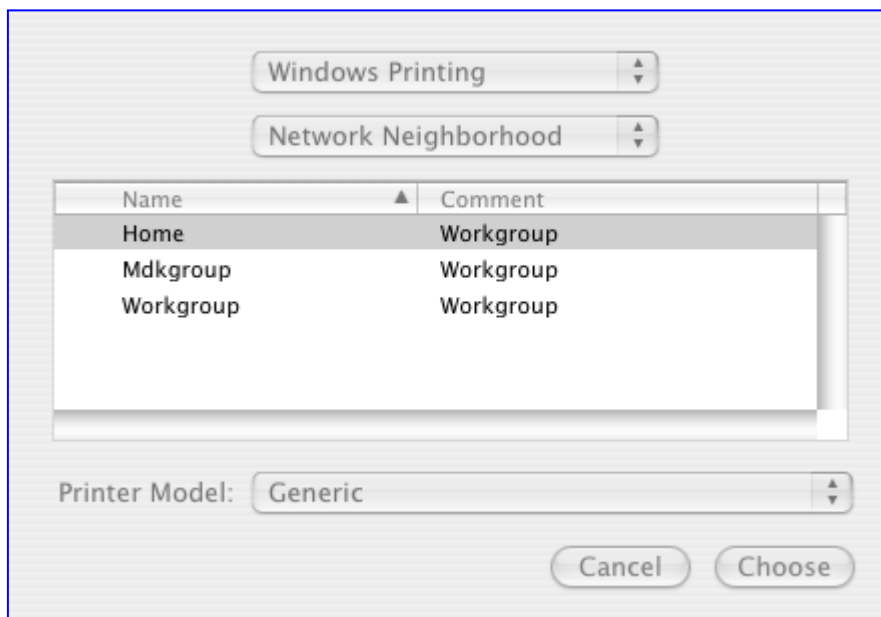 Windows Printing
Network Neighborhood
Name Comment
Home Workgroup
Mdkgroup Workgroup
Workgroup Workgroup
Printer Model: Generic
Cancel Choose